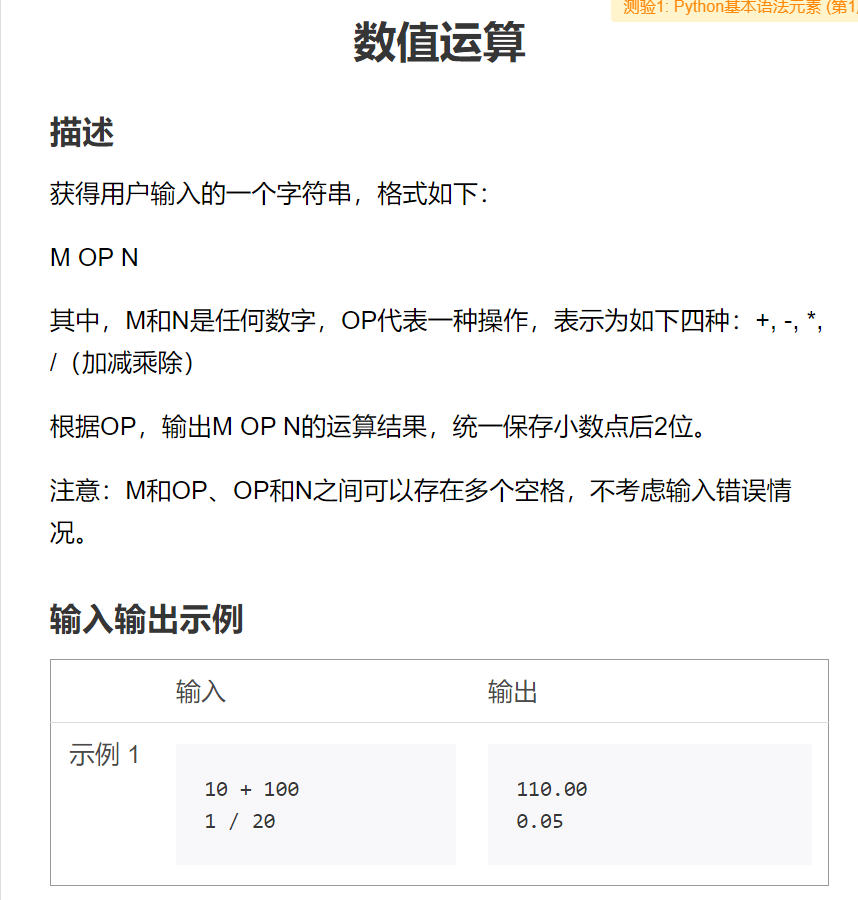 测验1: Python基本语法元素 (第1
数值运算
描述
获得用户输入的一个字符串，格式如下：
M OP N
其中，M和N是任何数字，OP代表一种操作，表示为如下四种：+, -, *,
/（加减乘除）
根据OP，输出M OP N的运算结果，统一保存小数点后2位。
注意：M和OP、OP和N之间可以存在多个空格，不考虑输入错误情
况。
输入输出示例
输入 输出
示例 1
10 + 100 110.00
1 / 20 0.05